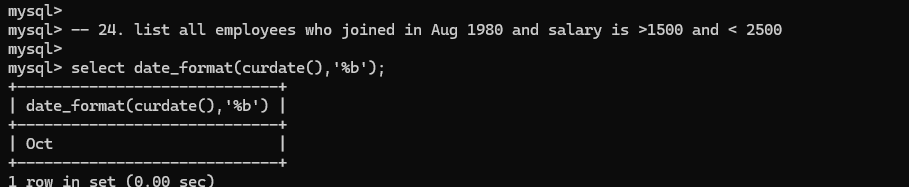 mysql>
mysql> -- 24. list all employees who joined in Aug 1980 and salary is >1500 and < 2500
mysql>
mysql> select date_format(curdate(),'%b');
+-----------------------------+
| date_format(curdate(),'%b') |
+-----------------------------+
| Oct                         |
+-----------------------------+
1 row in set (0.00 sec)